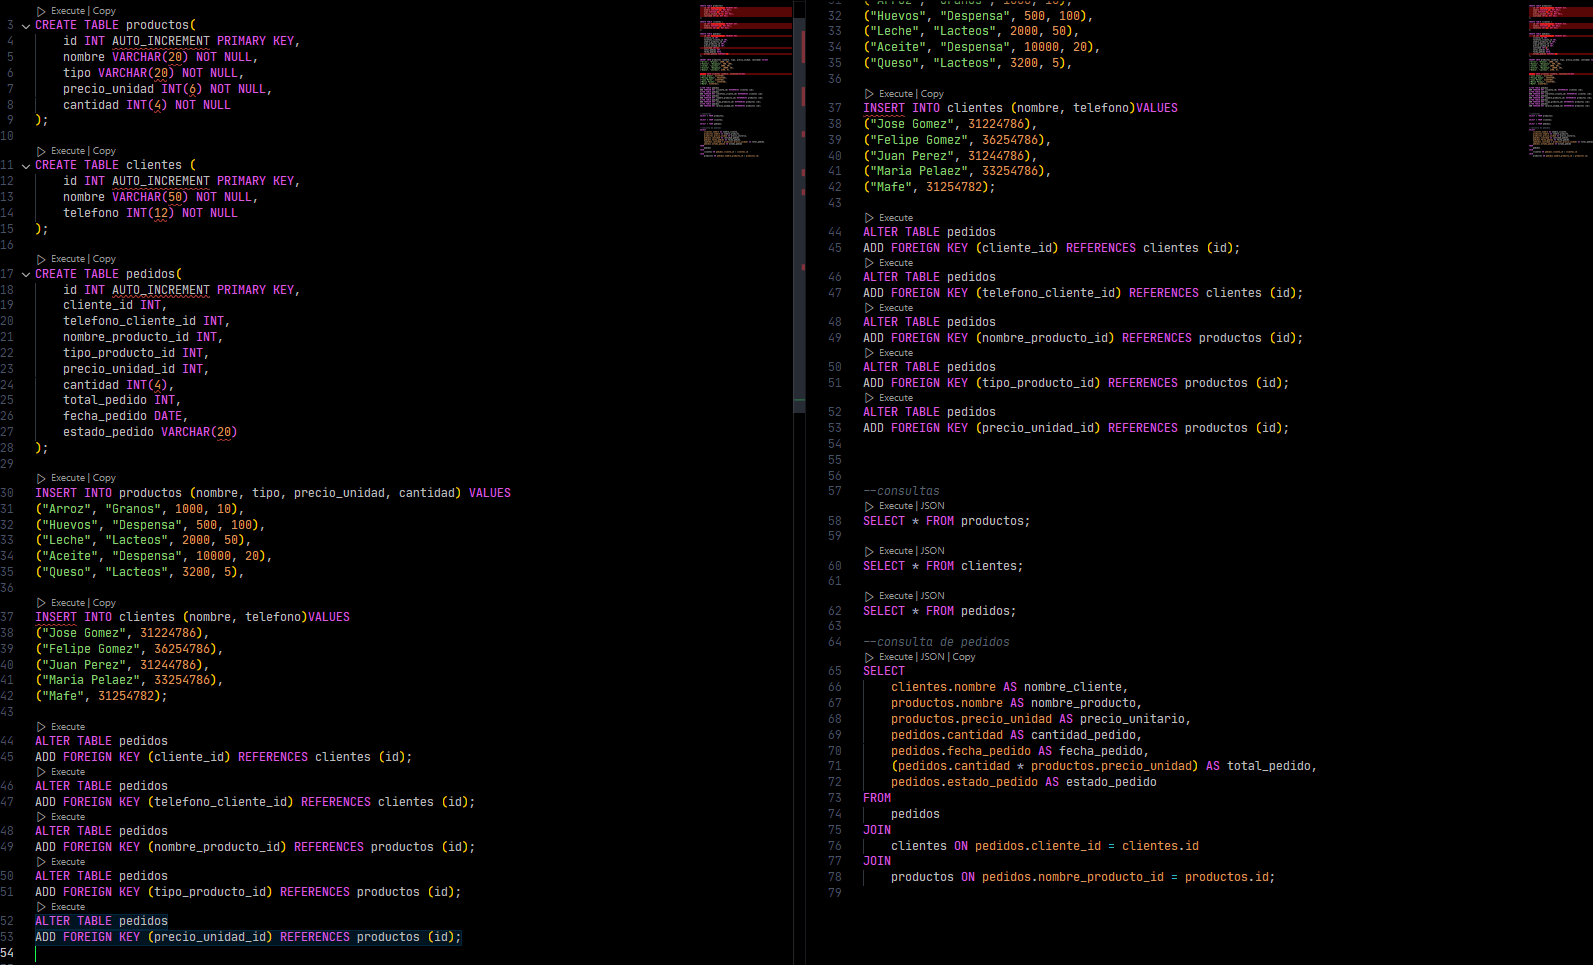 Execute | Copy
3 CREATE TABLE productos(
4 id INT AUTO_INCREMENT PRIMARY KEY,
5 nombre VARCHAR(20) NOT NULL,
6 tipo VARCHAR(20) NOT NULL,
7 precio_unidad INT(6) NOT NULL,
8 cantidad INT(4) NOT NULL
9 );
10
Execute | Copy
11 CREATE TABLE clientes (
12 id INT AUTO_INCREMENT PRIMARY KEY,
13 nombre VARCHAR(50) NOT NULL,
14 telefono INT(12) NOT NULL
15 );
16
Execute | Copy
17 CREATE TABLE pedidos(
18 id INT AUTO_INCREMENT PRIMARY KEY,
19 cliente_id INT,
20 telefono_cliente_id INT,
21 nombre_producto_id INT,
22 tipo_producto_id INT,
23 precio_unidad_id INT,
24 cantidad INT(4),
25 total_pedido INT,
26 fecha_pedido DATE,
27 estado_pedido VARCHAR(20)
28 );
29
Execute | Copy
30 INSERT INTO productos (nombre, tipo, precio_unidad, cantidad) VALUES
31 ("Arroz", "Granos", 1000, 10),
32 ("Huevos", "Despensa", 500, 100),
33 ("Leche", "Lacteos", 2000, 50),
34 ("Aceite", "Despensa", 10000, 20),
35 ("Queso", "Lacteos", 3200, 5),
36
Execute | Copy
37 INSERT INTO clientes (nombre, telefono)VALUES
38 ("Jose Gomez", 31224786),
39 ("Felipe Gomez", 36254786),
40 ("Juan Perez", 31244786),
41 ("Maria Pelaez", 33254786),
42 ("Mafe", 31254782);
43
Execute
44 ALTER TABLE pedidos
45 ADD FOREIGN KEY (cliente_id) REFERENCES clientes (id);
Execute
46 ALTER TABLE pedidos
47 ADD FOREIGN KEY (telefono_cliente_id) REFERENCES clientes (id);
Execute
48 ALTER TABLE pedidos
49 ADD FOREIGN KEY (nombre_producto_id) REFERENCES productos (id);
Execute
50 ALTER TABLE pedidos
51 ADD FOREIGN KEY (tipo_producto_id) REFERENCES productos (id);
Execute
52 ALTER TABLE pedidos
53 ADD FOREIGN KEY (precio_unidad_id) REFERENCES productos (id);
54
31 ("Arroz", "Granos", 1000, 10),
32 ("Huevos", "Despensa", 500, 100),
33 ("Leche", "Lacteos", 2000, 50),
34 ("Aceite", "Despensa", 10000, 20),
35 ("Queso", "Lacteos", 3200, 5),
36
Execute | Copy
37 INSERT INTO clientes (nombre, telefono)VALUES
38 ("Jose Gomez", 31224786),
39 ("Felipe Gomez", 36254786),
40 ("Juan Perez", 31244786),
41 ("Maria Pelaez", 33254786),
42 ("Mafe", 31254782);
43
Execute
44 ALTER TABLE pedidos
45 ADD FOREIGN KEY (cliente_id) REFERENCES clientes (id);
Execute
46 ALTER TABLE pedidos
47 ADD FOREIGN KEY (telefono_cliente_id) REFERENCES clientes (id);
Execute
48 ALTER TABLE pedidos
49 ADD FOREIGN KEY (nombre_producto_id) REFERENCES productos (id);
Execute
50 ALTER TABLE pedidos
51 ADD FOREIGN KEY (tipo_producto_id) REFERENCES productos (id);
Execute
52 ALTER TABLE pedidos
53 ADD FOREIGN KEY (precio_unidad_id) REFERENCES productos (id);
54
55
56
57 --consultas
Execute | JSON
58 SELECT * FROM productos;
59
Execute | JSON
60 SELECT * FROM clientes;
61
Execute | JSON
62 SELECT * FROM pedidos;
63
64 --consulta de pedidos
Execute | JSON | Copy
65 SELECT
66 clientes.nombre AS nombre_cliente,
67 productos.nombre AS nombre_producto,
68 productos.precio_unidad AS precio_unitario,
69 pedidos.cantidad AS cantidad_pedido,
70 pedidos.fecha_pedido AS fecha_pedido,
71 (pedidos.cantidad * productos.precio_unidad) AS total_pedido,
72 pedidos.estado_pedido AS estado_pedido
73 FROM
74 pedidos
75 JOIN
76 clientes ON pedidos.cliente_id = clientes.id
77 JOIN
78 productos ON pedidos.nombre_producto_id = productos.id;
79